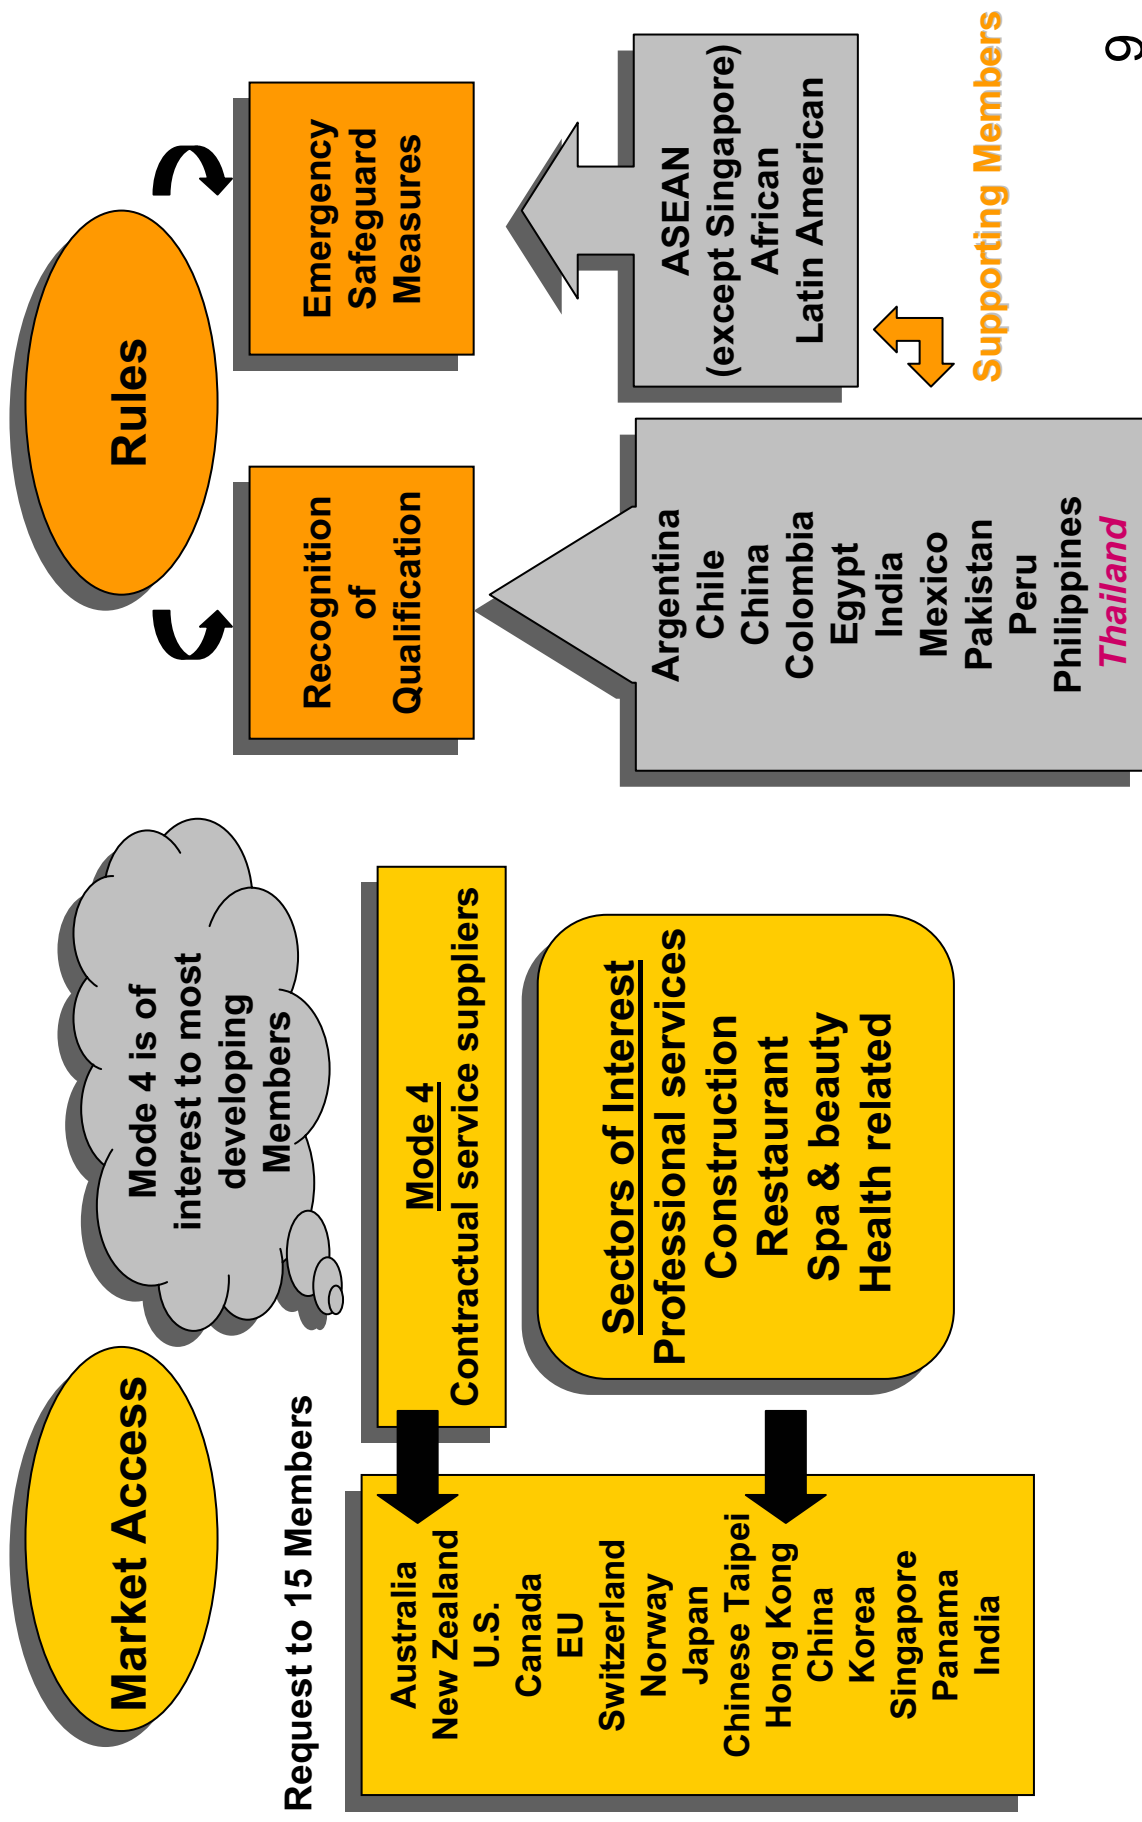 Market Access
Mode 4 is of
interest to most
developing
Members
Request to 15 Members
Australia
New Zealand
U.S.
Canada
EU
Switzerland
Norway
Japan
Chinese Taipei
Hong Kong
China
Korea
Singapore
Panama
India
Mode 4
Contractual service suppliers
Sectors of Interest
Professional services
Construction
Restaurant
Spa & beauty
Health related
Rules
Recognition
of
Qualification
Emergency
Safeguard
Measures
Argentina
Chile
China
Colombia
Egypt
India
Mexico
Pakistan
Peru
Philippines
Thailand
ASEAN
(except Singapore)
African
Latin American
Supporting Members
9